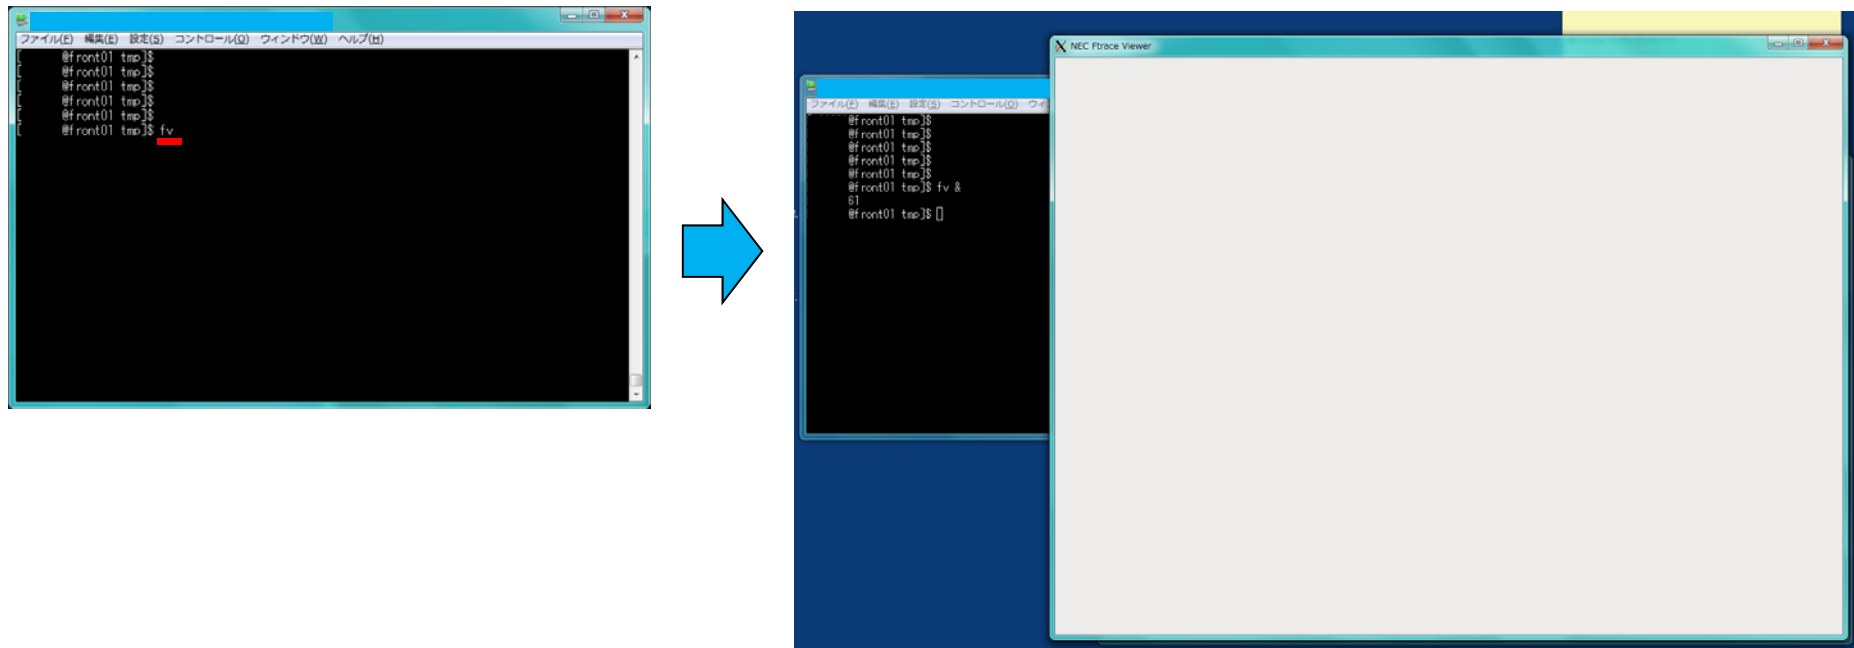 ファイル(F) 編集(E) 設定(S) コントロール(O) ウィンドウ(W) ヘルプ(H)
[ @front01 tmp]$
[ @front01 tmp]$
[ @front01 tmp]$
[ @front01 tmp]$
[ @front01 tmp]$
[ @front01 tmp]$ fv
NEC Ftrace Viewer
ファイル(F) 編集(E) 設定(S) コントロール(O) ウィ
@front01 tmp]$
@front01 tmp]$
@front01 tmp]$
@front01 tmp]$
@front01 tmp]$
@front01 tmp]$ fv &
61
@front01 tmp]$